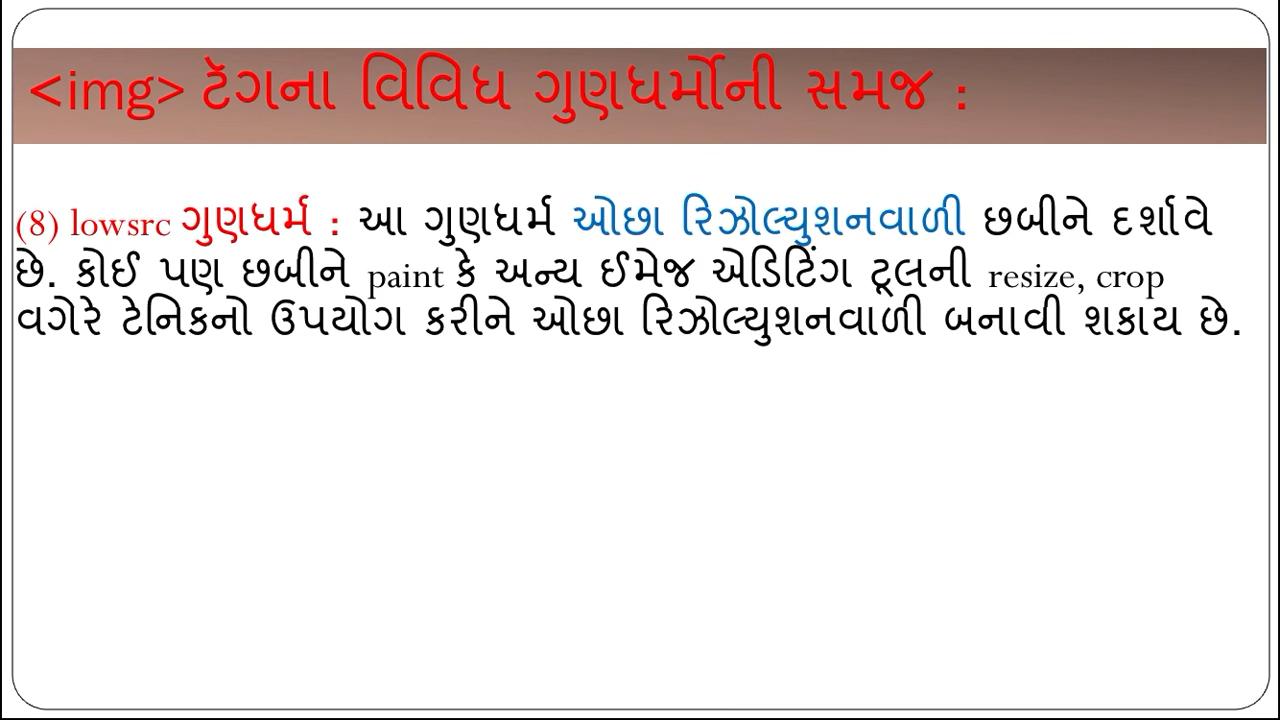 <img> ટૅગના વિવિધ ગુણધર્મોની સમજ :
(8) lowsrc ગુણધર્મ : આ ગુણધર્મ ઓછા રિઝોલ્યુશનવાળી છબીને દર્શાવે
છે. કોઈ પણ છબીને paint કે અન્ય ઈમેજ એડિટિંગ ટૂલની resize, crop
વગેરે ટેનિકનો ઉપયોગ કરીને ઓછા રિઝોલ્યુશનવાળી બનાવી શકાય છે.